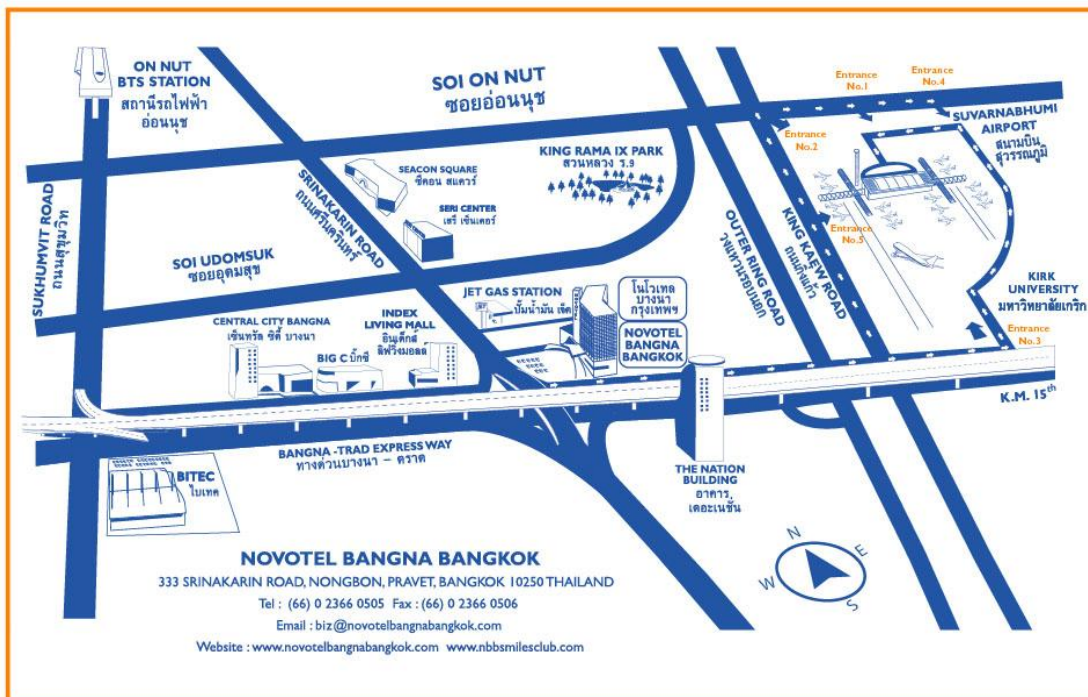 ON NUT
BTS STATION
สถานีรถไฟฟ้า
อ่อนนุช
SOI ON NUT
ซอยอ่อนนุช
Entrance
No.1
Entrance
No.4
SUVARNABHUMI
AIRPORT
สนามบิน
สุวรรณภูมิ
Entrance
No.2
KING RAMA IX PARK
สวนหลวง ร.9
SEACON SQUARE
ซีคอน สแควร์
SERI CENTER
เสรี เซ็นเตอร์
SUKHUMVIT ROAD
ถนนสุขุมวิท
SRINAKARIN ROAD
ถนนศรีนครินทร์
OUTER RING ROAD
วงแหวนรอบนอก
KING KAEW ROAD
ถนนกิ่งแก้ว
Entrance
No.5
SOI UDOMSUK
ซอยอุดมสุข
JET GAS STATION
ปั๊มน้ำมัน เจ็ต
โนโวเทล
บางนา
กรุงเทพฯ
NOVOTEL
BANGNA
BANGKOK
KIRK
UNIVERSITY
มหาวิทยาลัยเกริก
Entrance
No.3
CENTRAL CITY BANGNA
เซ็นทรัล ซิตี้ บางนา
BIG C บิ๊กซี
INDEX
LIVING MALL
อินเด็กส์
ลิฟวิ่งมอลล์
K.M. 15th
BANGNA -TRAD EXPRESS WAY
ทางด่วนบางนา - ตราด
BITEC
ไบเทค
THE NATION
BUILDING
อาคาร
เดอะเนชั่น
N
E
W
S
NOVOTEL BANGNA BANGKOK
333 SRINAKARIN ROAD, NONGBON, PRAVET, BANGKOK 10250 THAILAND
Tel : (66) 0 2366 0505 Fax : (66) 0 2366 0506
Email : biz@novotelbangnabangkok.com
Website : www.novotelbangnabangkok.com www.nbbsmilesclub.com